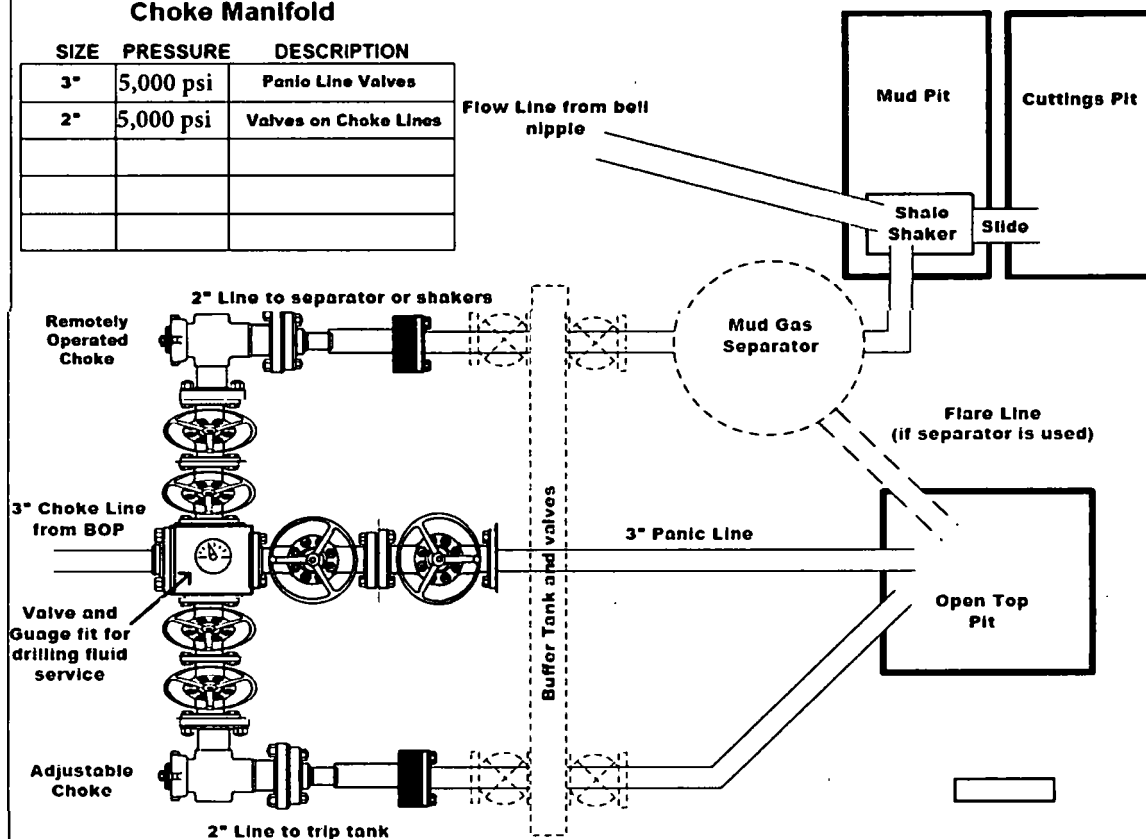 Choke Manifold
SIZE PRESSURE DESCRIPTION
3" 5,000 psi Panic Line Valves
2" 5,000 psi Valves on Choke Lines
Flow Line from bell
nipple
Mud Pit
Cuttings Pit
Shale
Shaker
Slide
2" Line to separator or shakers
Remotely
Operated
Choke
Mud Gas
Separator
Flare Line
(if separator is used)
3" Choke Line
from BOP
Buffer Tank and valves
3" Panic Line
Open Top
Pit
Valve and
Guage fit for
drilling fluid
service
Adjustable
Choke
2" Line to trip tank